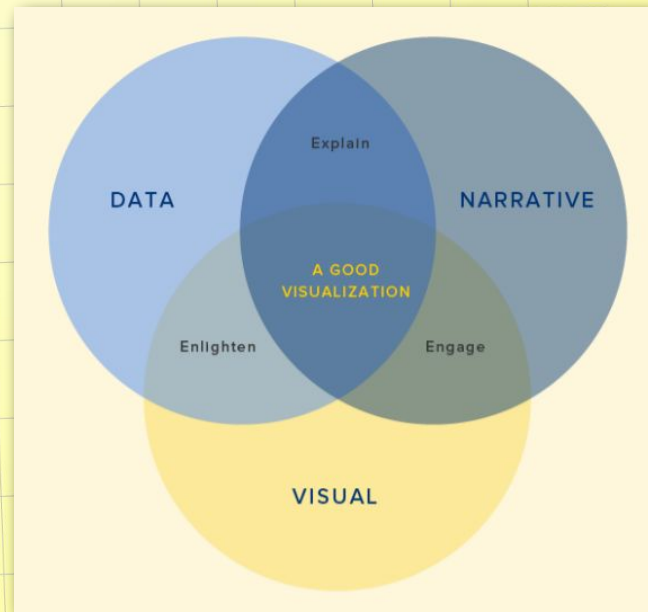 Explain
DATA
NARRATIVE
A GOOD
VISUALIZATION
Enlighten
Engage
VISUAL